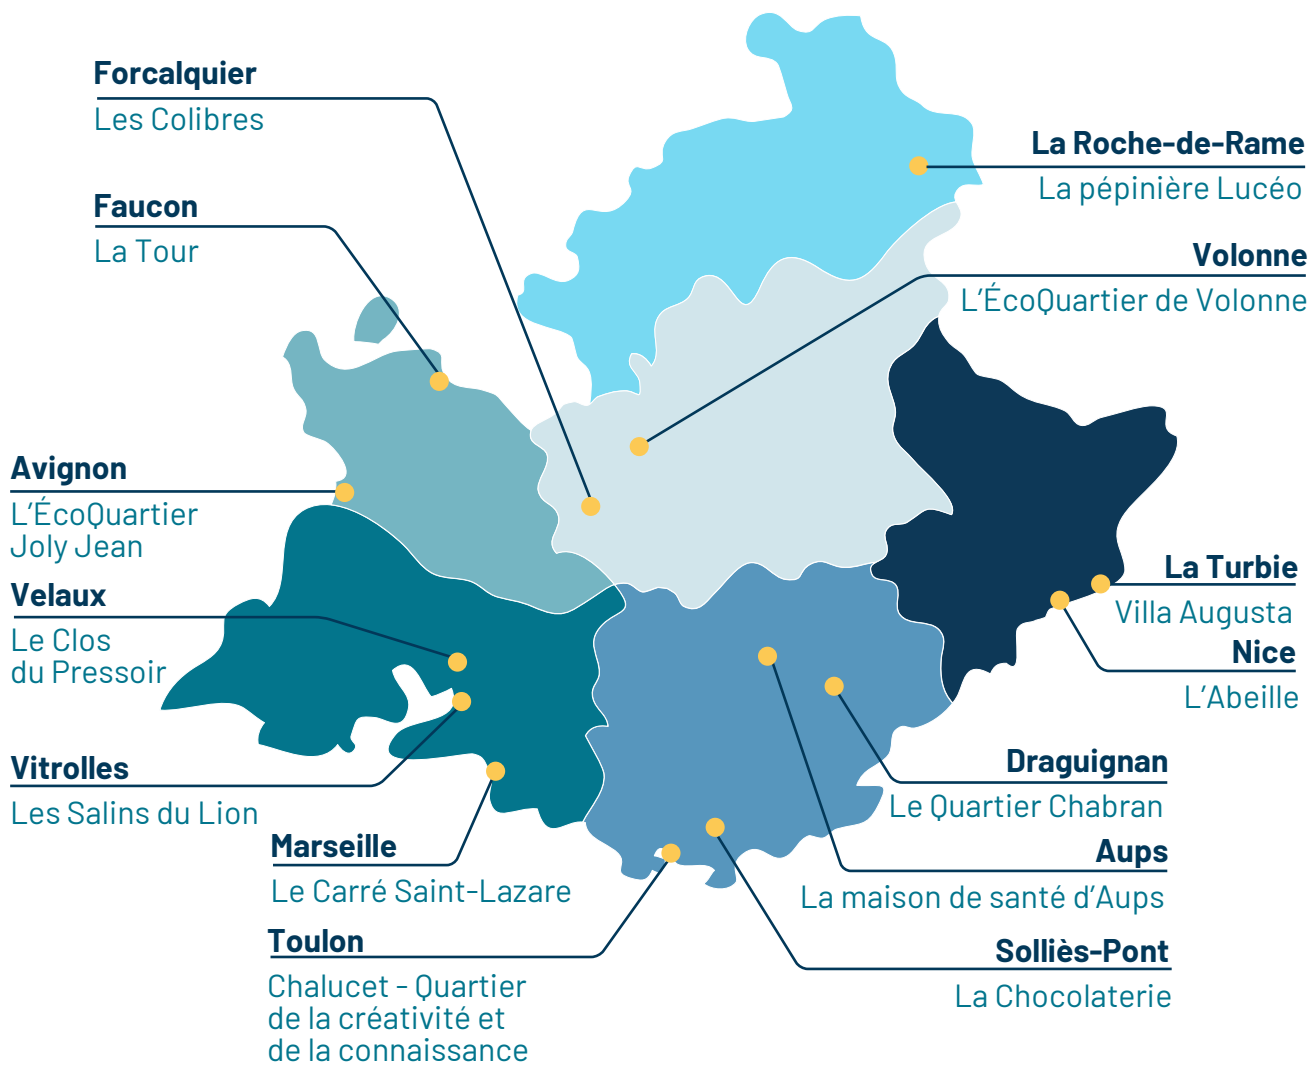 Forcalquier
Les Colibres
Faucon
La Tour
La Roche-de-Rame
La pépinière Lucéo
Volonne
L'ÉcoQuartier de Volonne
Avignon
L'ÉcoQuartier
Joly Jean
Velaux
Le Clos
du Pressoir
Vitrolles
Les Salins du Lion
Marseille
Le Carré Saint-Lazare
Toulon
Chalucet - Quartier
de la créativité et
de la connaissance
La Turbie
Villa Augusta
Nice
L'Abeille
Draguignan
Le Quartier Chabran
Aups
La maison de santé d'Aups
Solliès-Pont
La Chocolaterie